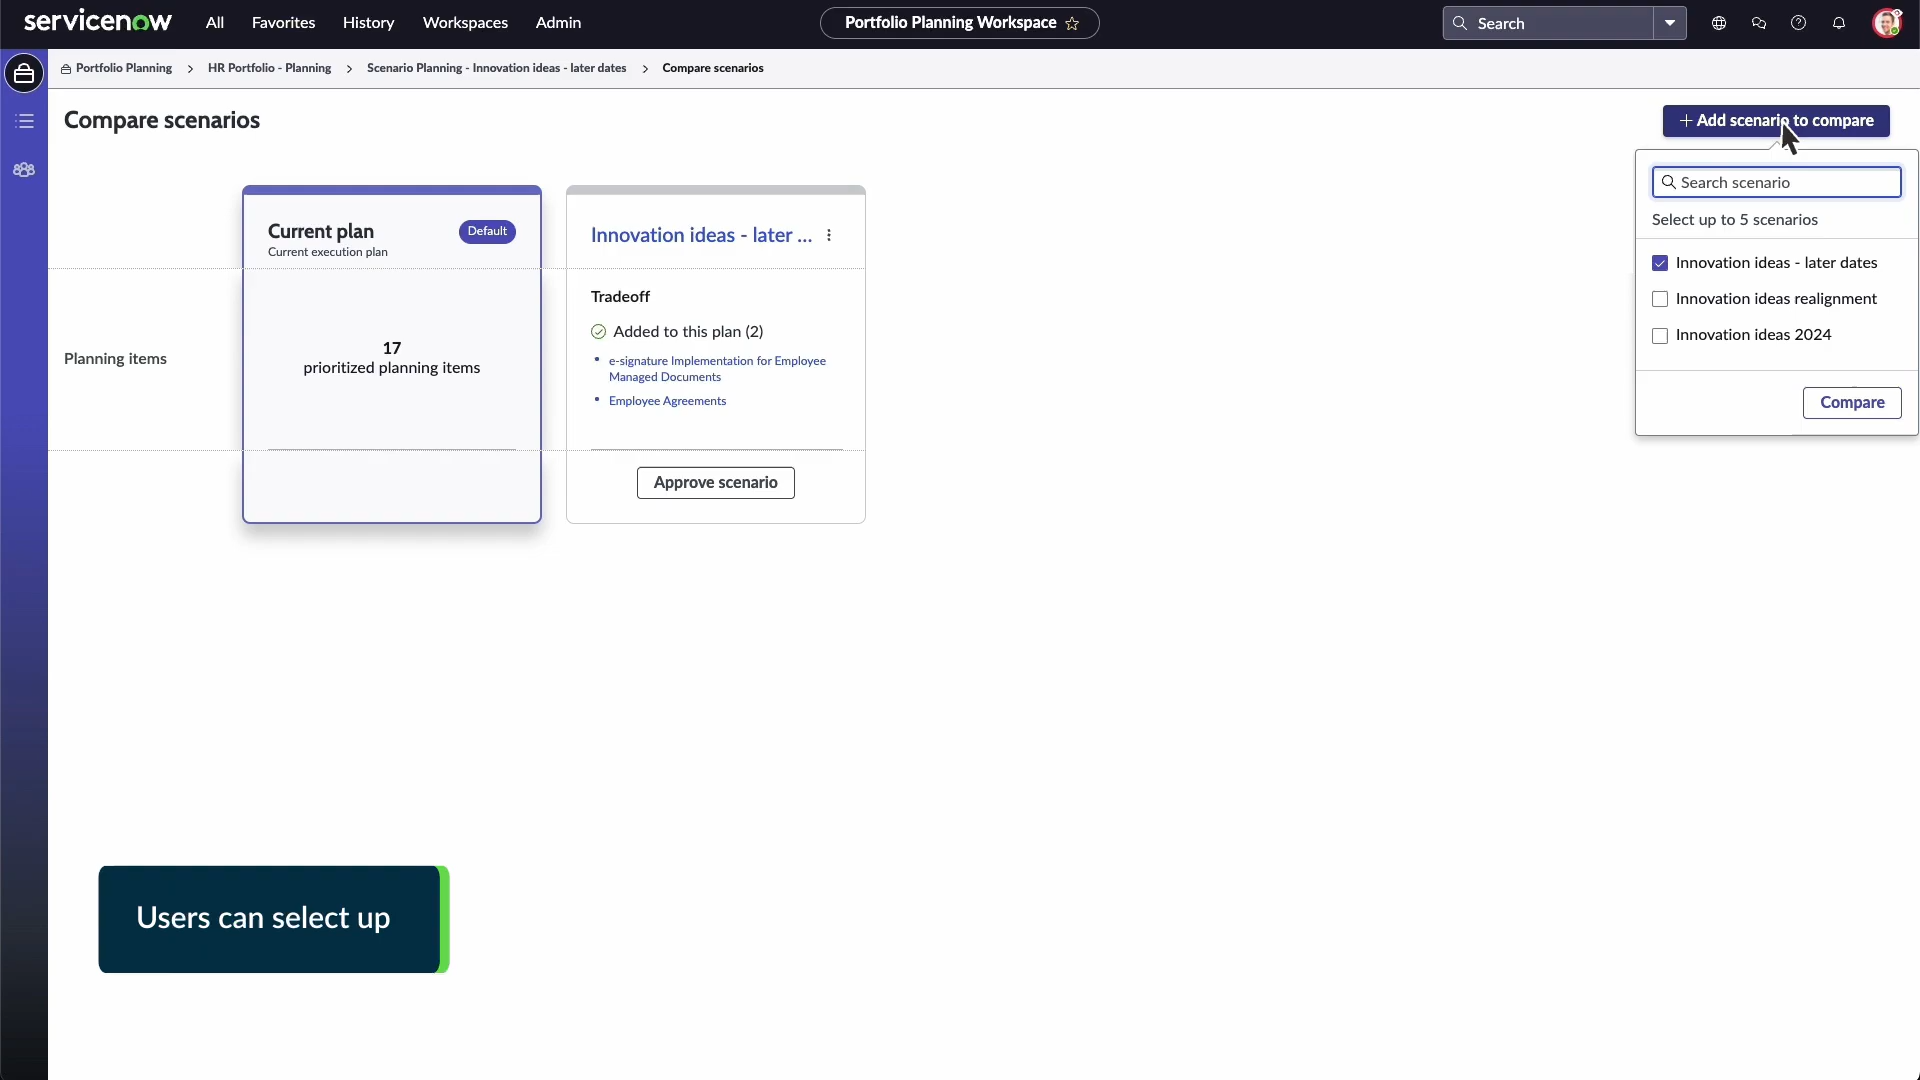 servicenow
All
Favorites
History
Workspaces
Admin
Portfolio Planning Workspace
Search
Portfolio Planning
HR Portfolio - Planning
Scenario Planning - Innovation ideas - later dates
Compare scenarios
Compare scenarios
+ Add scenario to compare
Search scenario
Select up to 5 scenarios
Innovation ideas - later dates
Innovation ideas realignment
Innovation ideas 2024
Compare
Current plan
Default
Current execution plan
Innovation ideas - later ...
Planning items
17
prioritized planning items
Tradeoff
Added to this plan (2)
• e-signature Implementation for Employee
Managed Documents
• Employee Agreements
Approve scenario
Users can select up